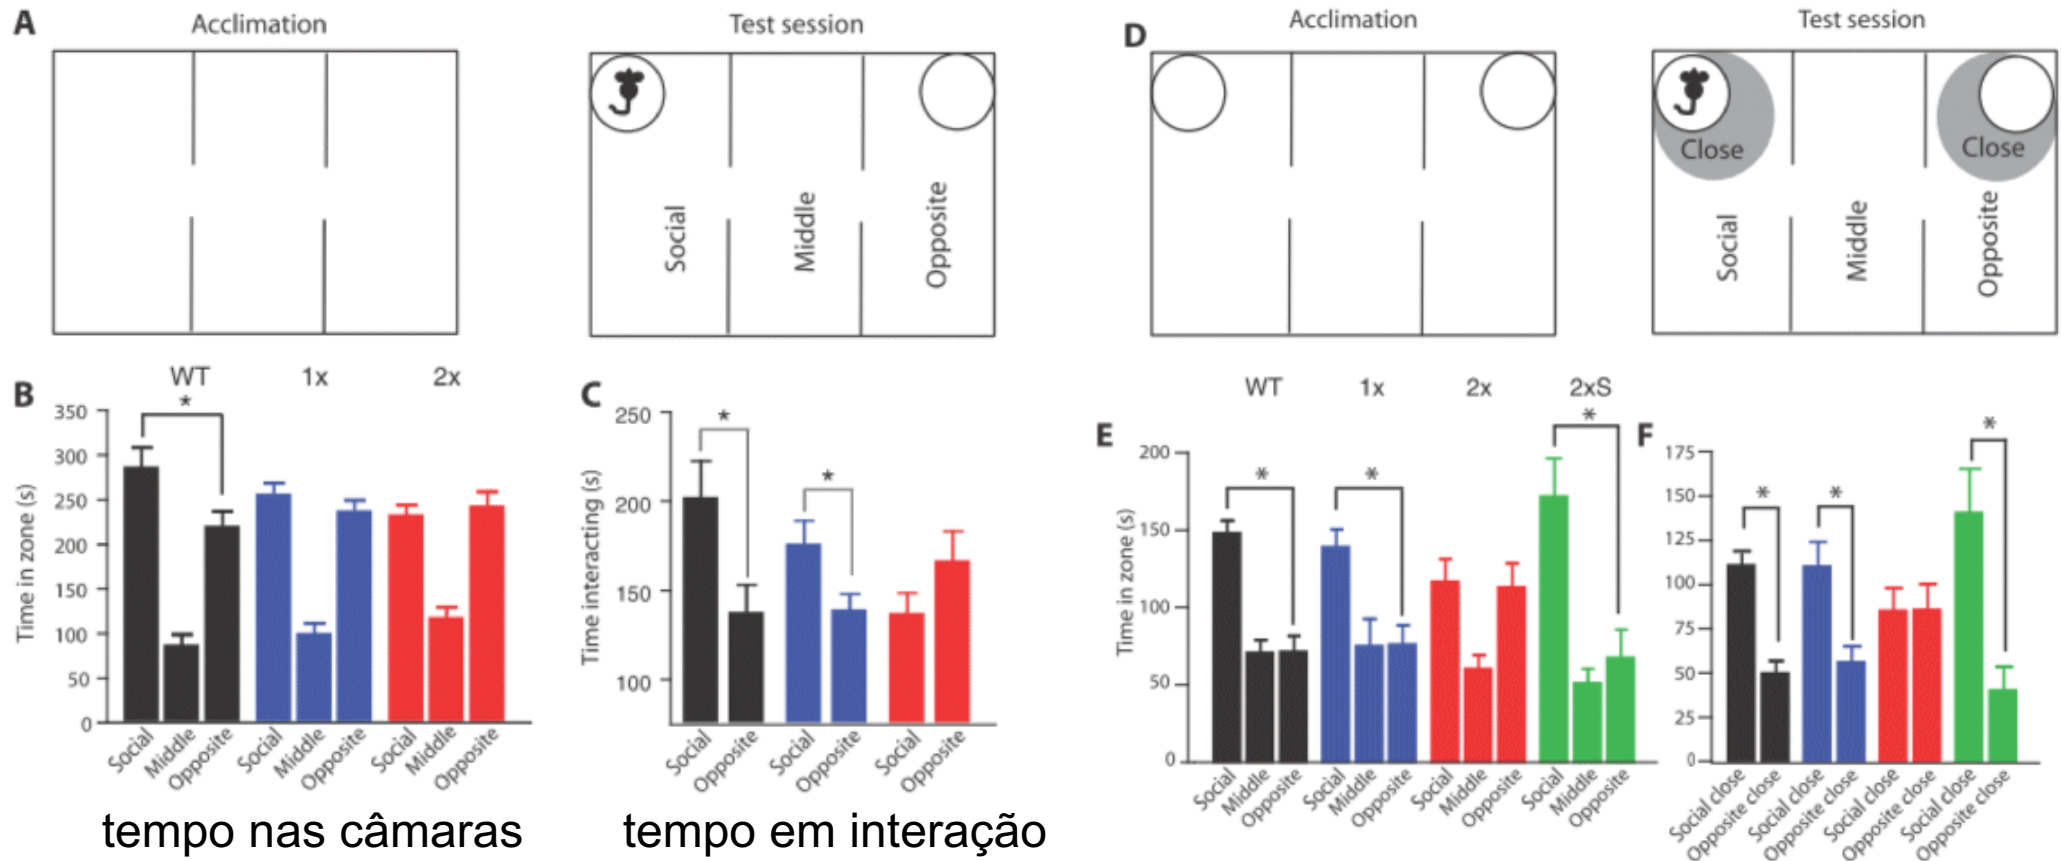 A
Acclimation
Test session
Social
Middle
Opposite
D
Acclimation
Test session
Close
Close
Social
Middle
Opposite
WT 1x 2x
B
*
Time in zone (s)
350
300
250
200
150
100
50
0
Social Middle Opposite Social Middle Opposite Social Middle Opposite
tempo nas câmaras
C
* *
Time interacting (s)
250
200
150
100
Social Opposite Social Opposite Social Opposite
tempo em interação
WT 1x 2x 2xS
E
* * *
Time in zone (s)
200
150
100
50
0
Social Middle Opposite Social Middle Opposite Social Middle Opposite Social Middle Opposite
F
* * *
175
150
125
100
75
50
25
0
Social close Opposite close Social close Opposite close Social close Opposite close Social close Opposite close